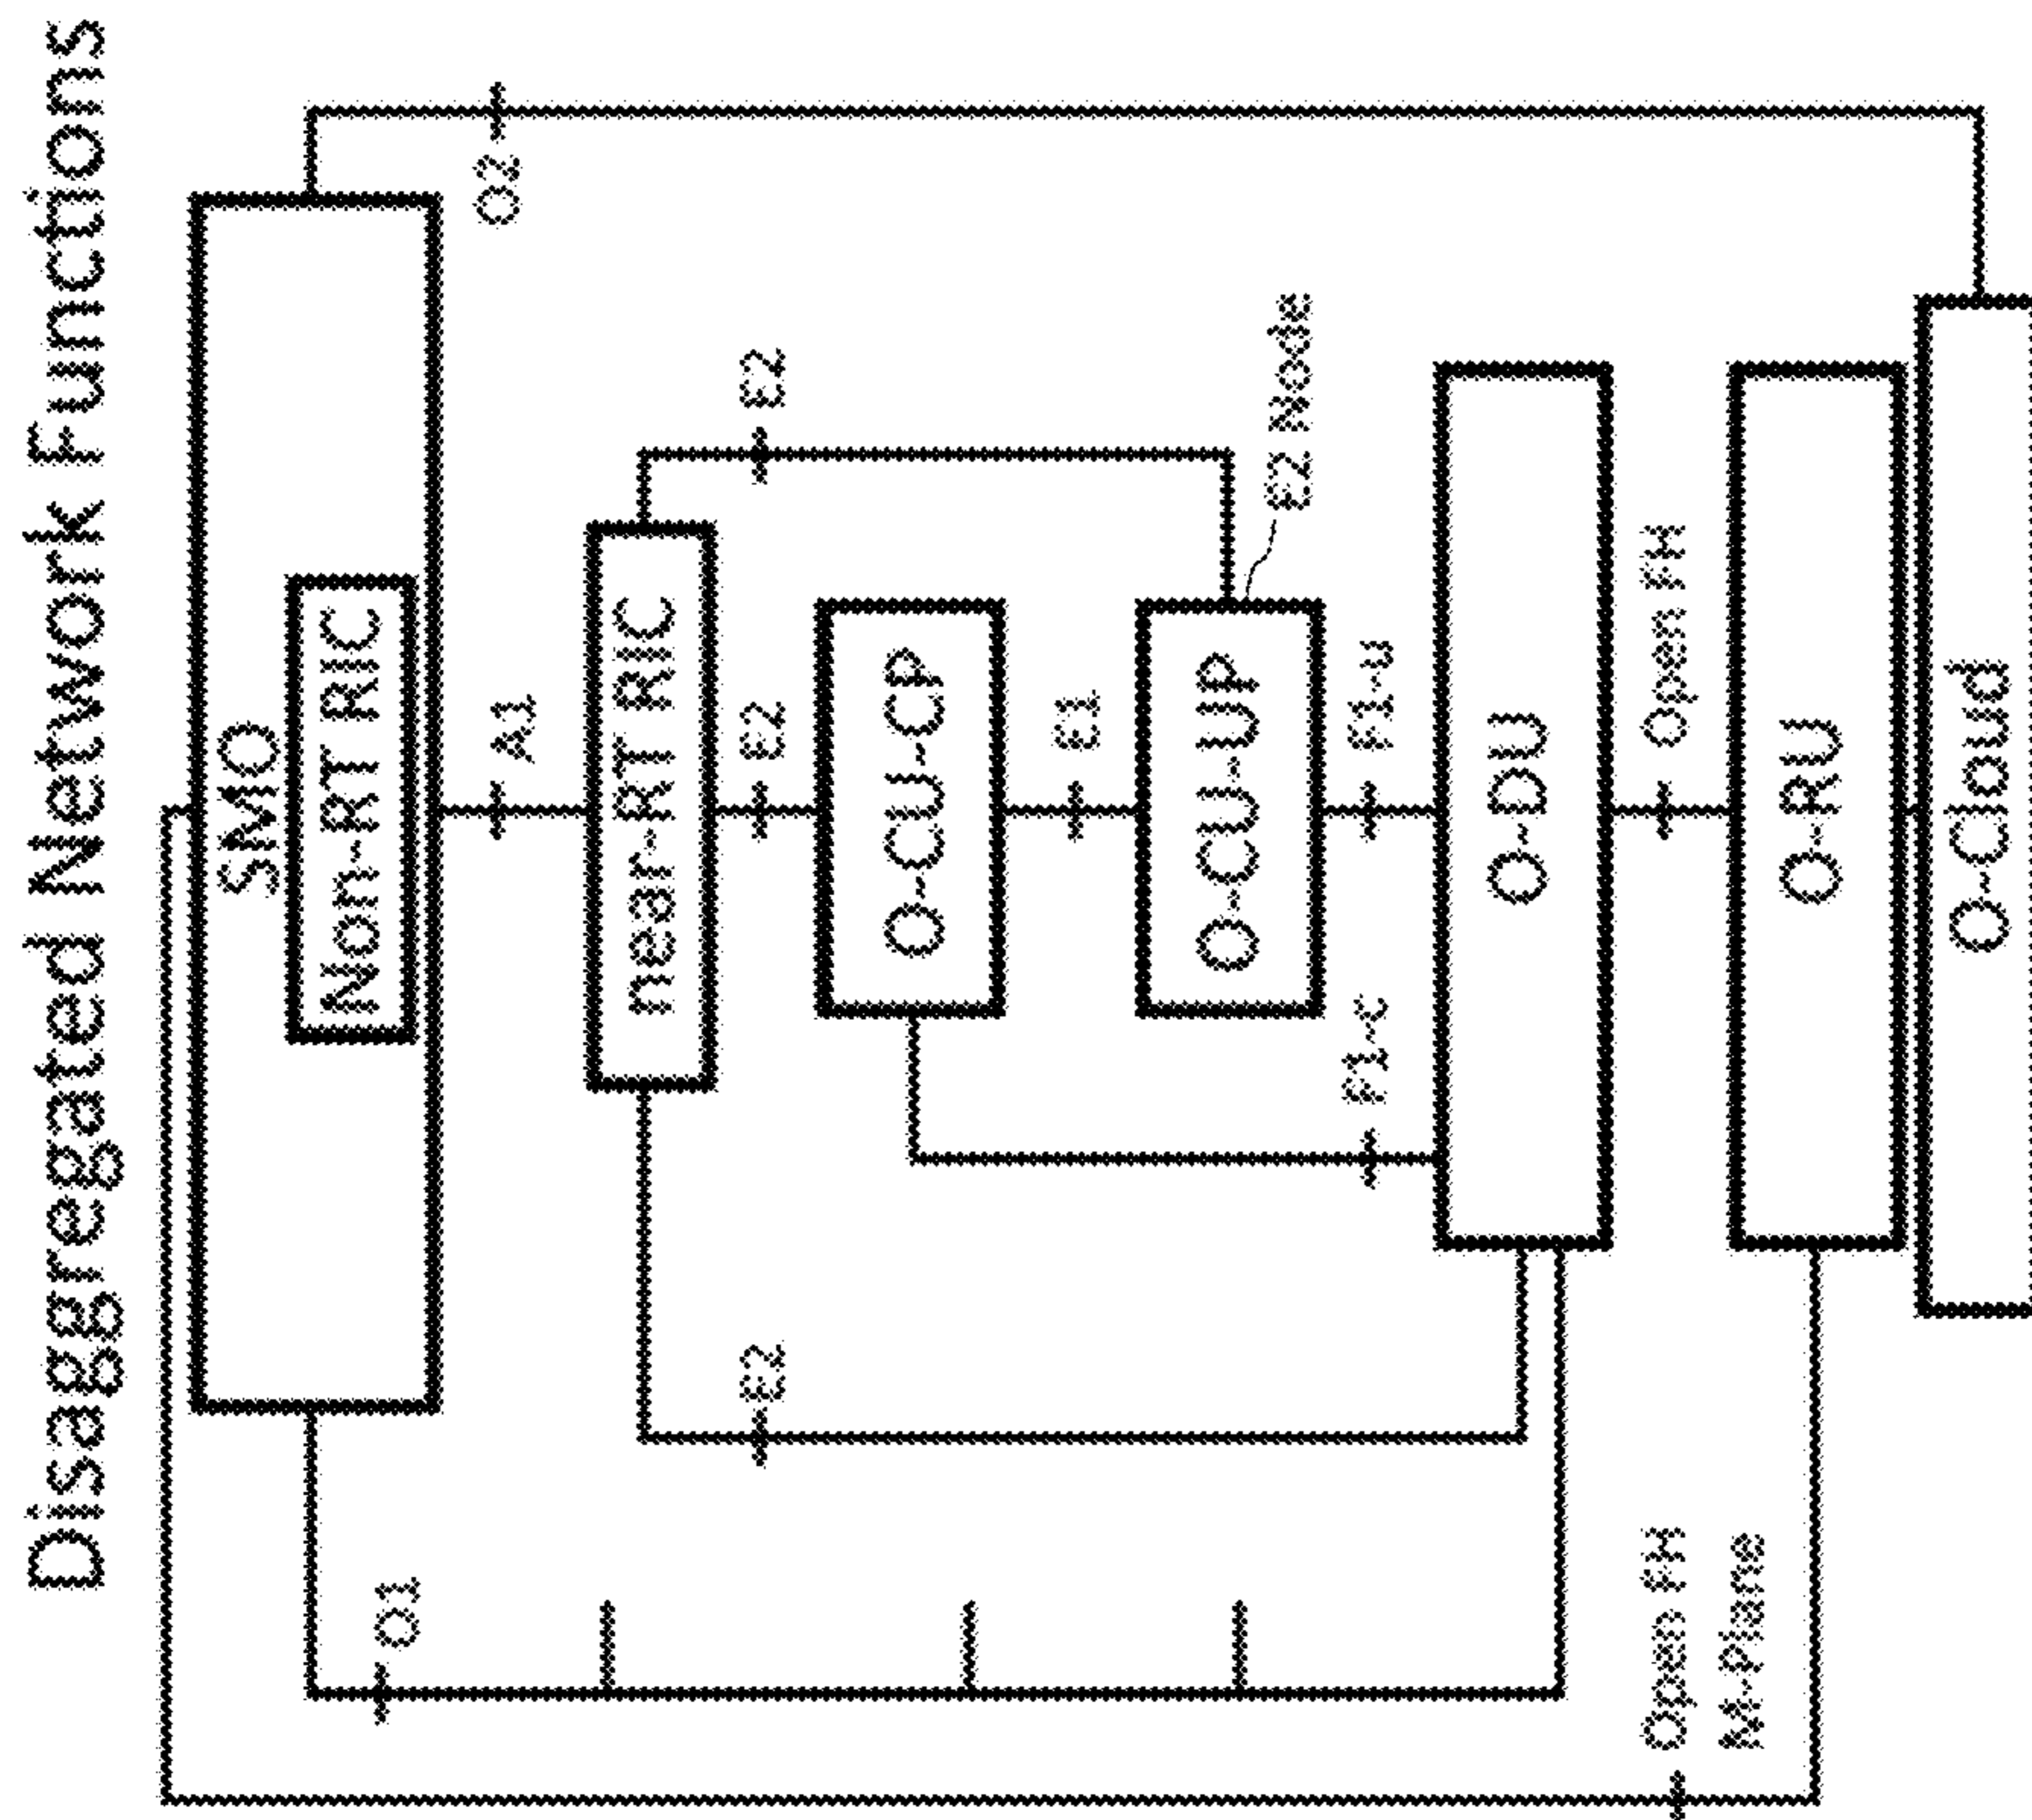 Disaggregated Network Functions
SMO
Non-RT RIC
O1
O2
A1
near-RT RIC
E2
E2
E2
O-CU-CP
E1
O-CU-UP
E2 Node
F1-c
F1-u
O-DU
Open FH
M-Plane
Open FH
O-RU
O-Cloud